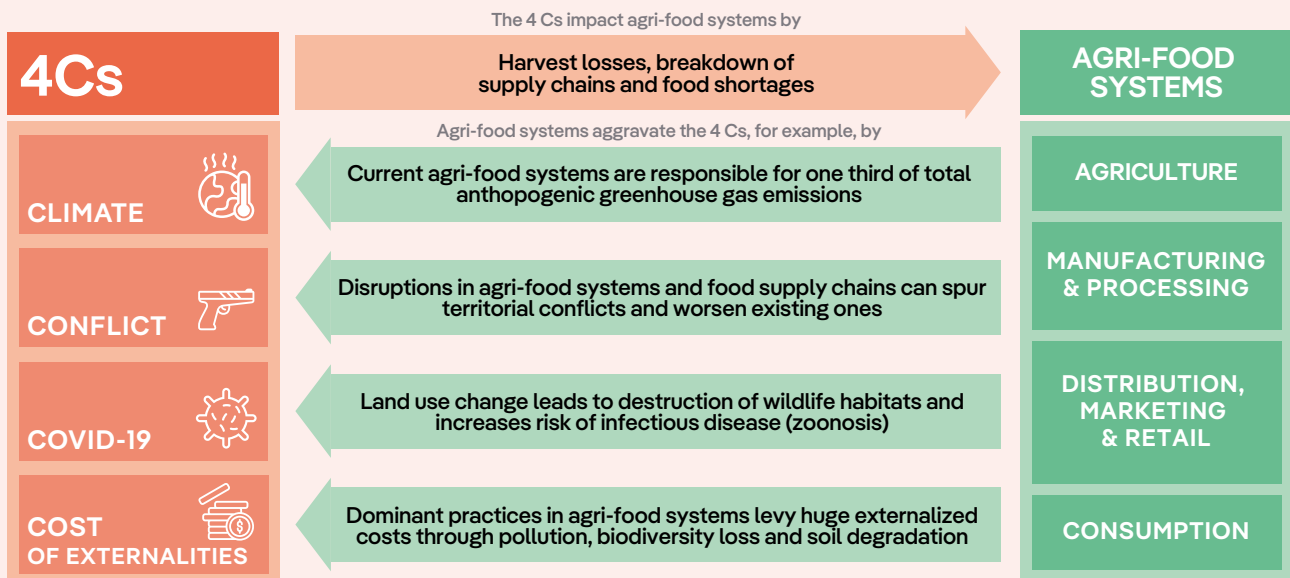 The 4 Cs impact agri-food systems by
4Cs
Harvest losses, breakdown of
supply chains and food shortages
AGRI-FOOD
SYSTEMS
Agri-food systems aggravate the 4 Cs, for example, by
CLIMATE
Current agri-food systems are responsible for one third of total
anthopogenic greenhouse gas emissions
AGRICULTURE
CONFLICT
Disruptions in agri-food systems and food supply chains can spur
territorial conflicts and worsen existing ones
MANUFACTURING
& PROCESSING
COVID-19
Land use change leads to destruction of wildlife habitats and
increases risk of infectious disease (zoonosis)
DISTRIBUTION,
MARKETING
& RETAIL
COST
OF EXTERNALITIES
$
Dominant practices in agri-food systems levy huge externalized
costs through pollution, biodiversity loss and soil degradation
CONSUMPTION